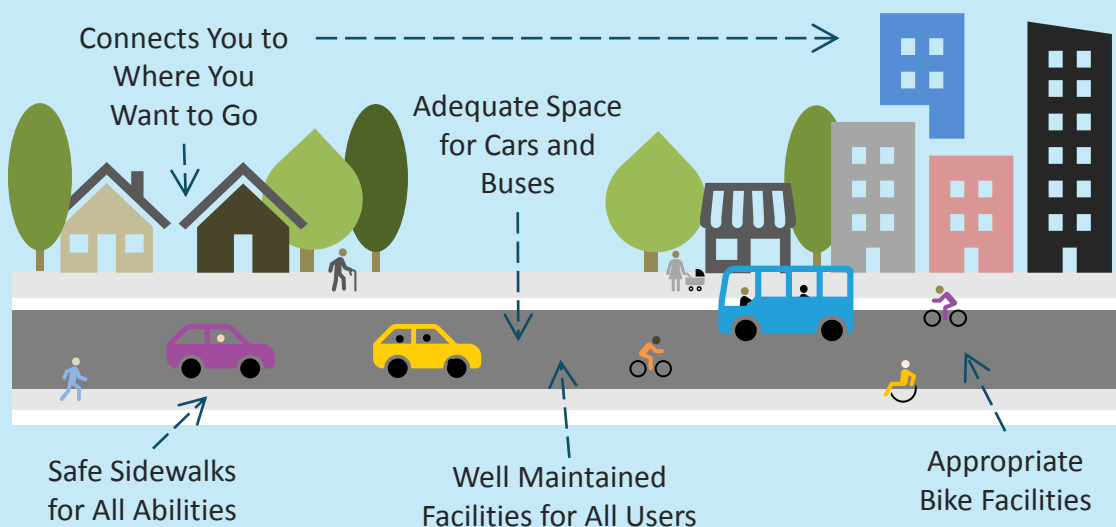 Connects You to
Where You
Want to Go
Adequate Space
for Cars and
Buses
Safe Sidewalks
for All Abilities
Well Maintained
Facilities for All Users
Appropriate
Bike Facilities